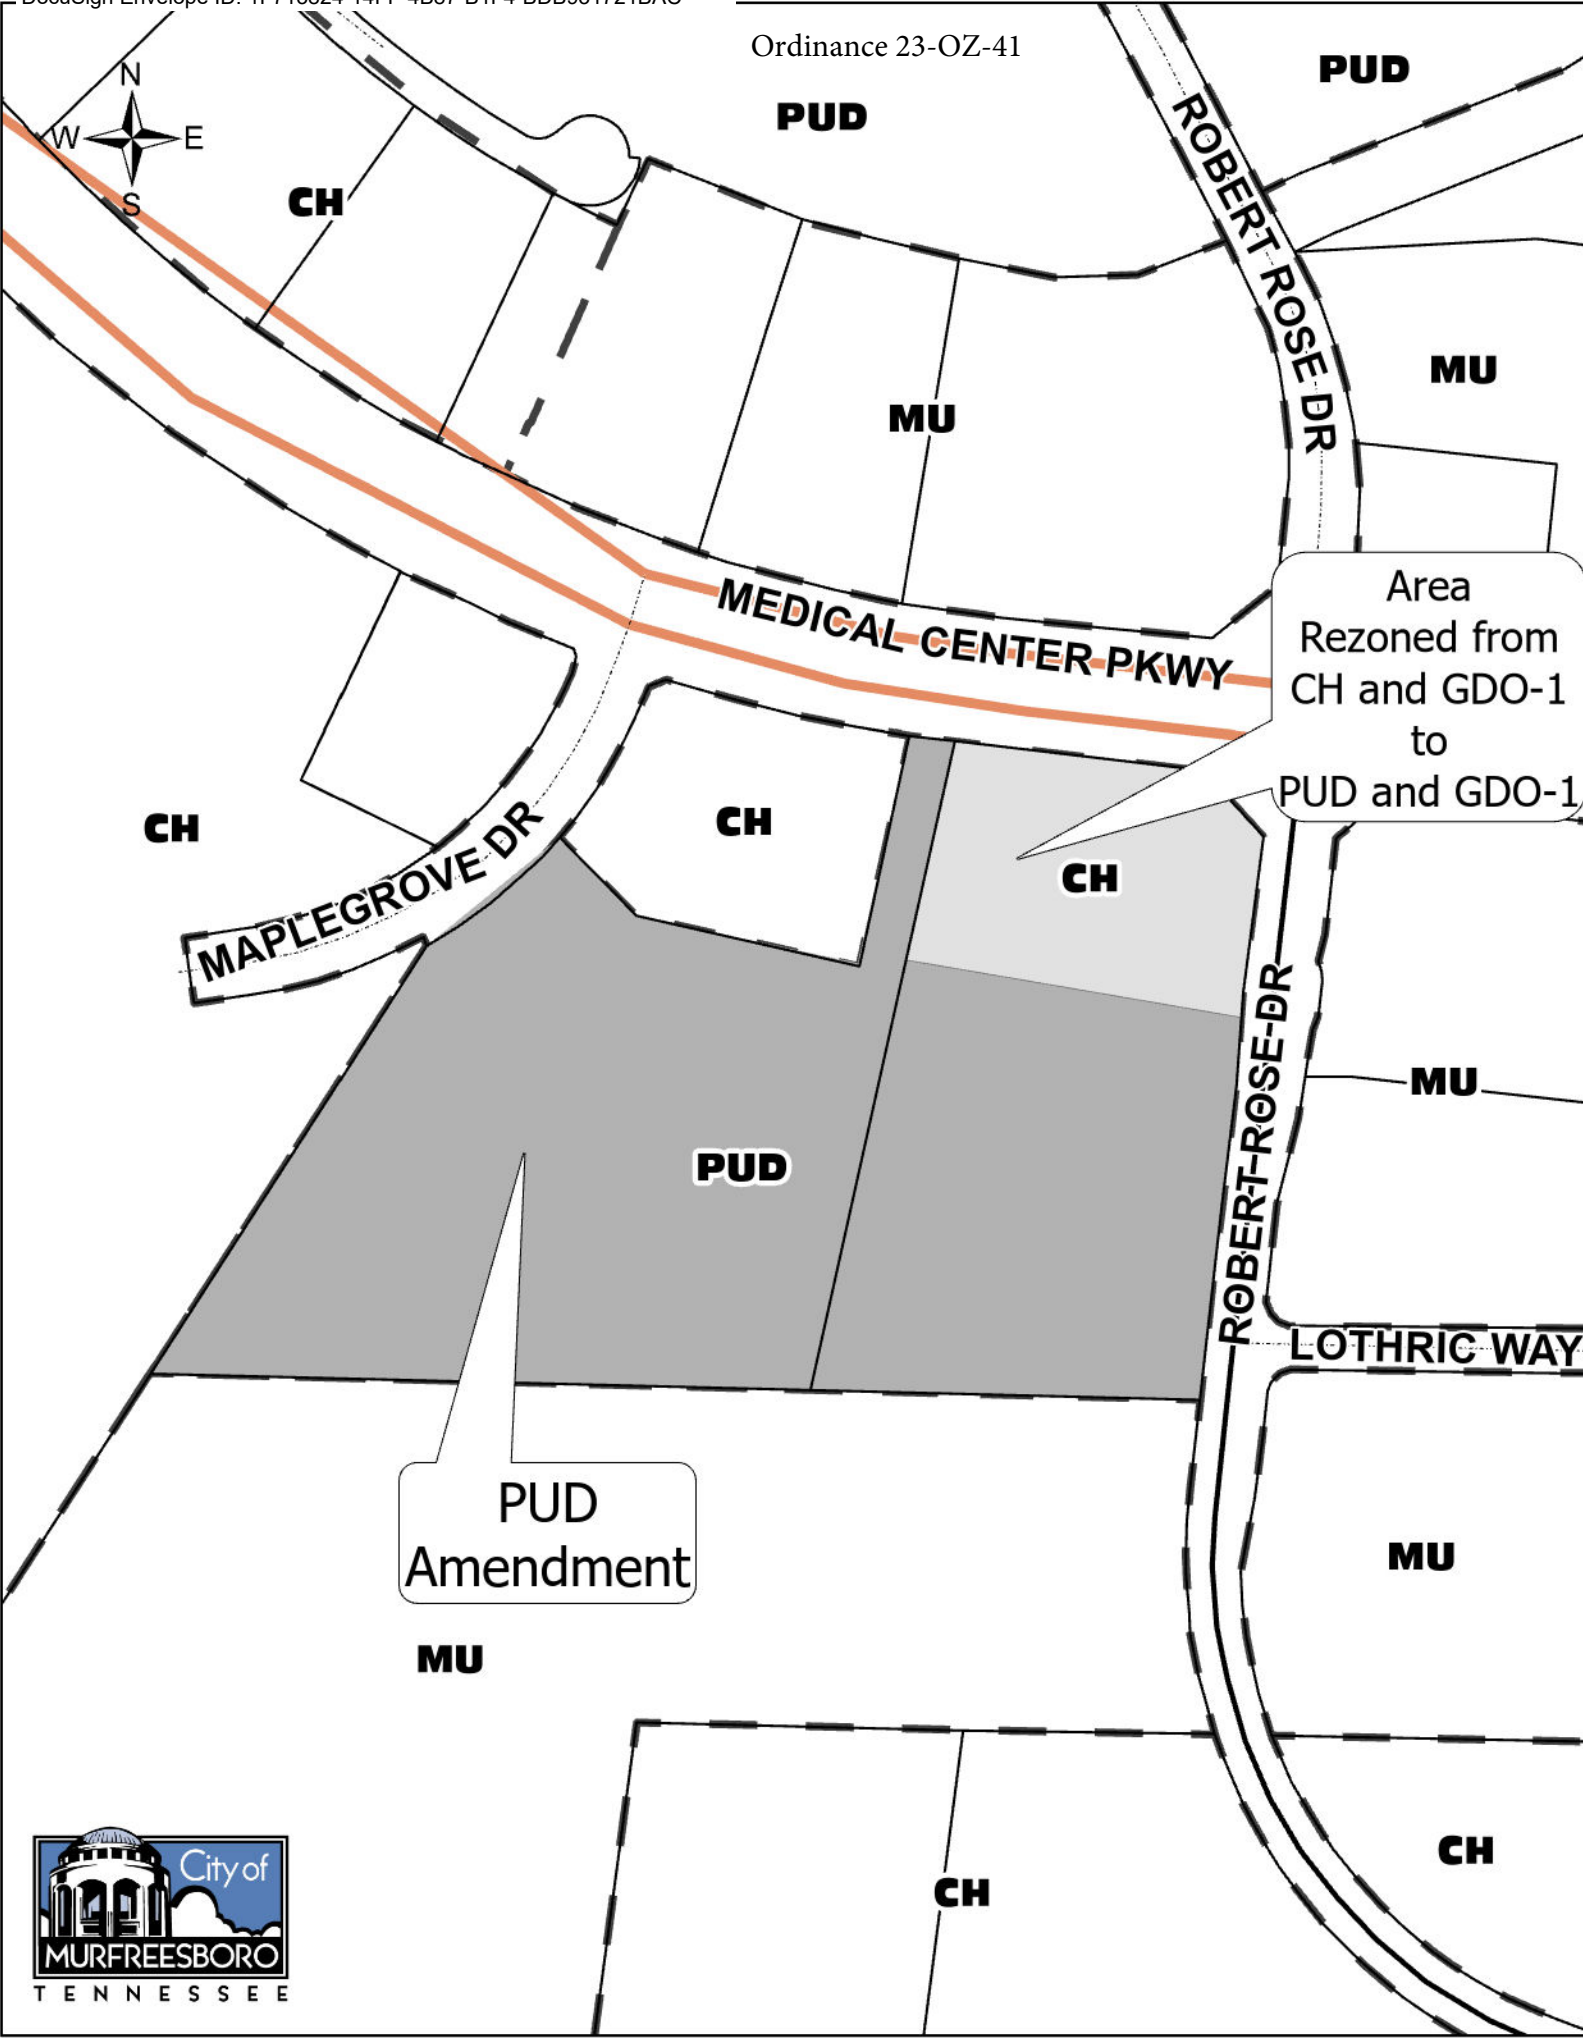 Ordinance 23-OZ-41
PUD
PUD
N
W E
S
CH
ROBERT ROSE DR
MU
MU
MEDICAL CENTER PKWY
Area
Rezoned from
CH and GDO-1
to
PUD and GDO-1
CH
CH
CH
MAPLEGROVE DR
ROBERT ROSE DR
MU
PUD
LOTHRIC WAY
PUD
Amendment
MU
MU
CH
CH
City of
MURFREESBORO
TENNESSEE